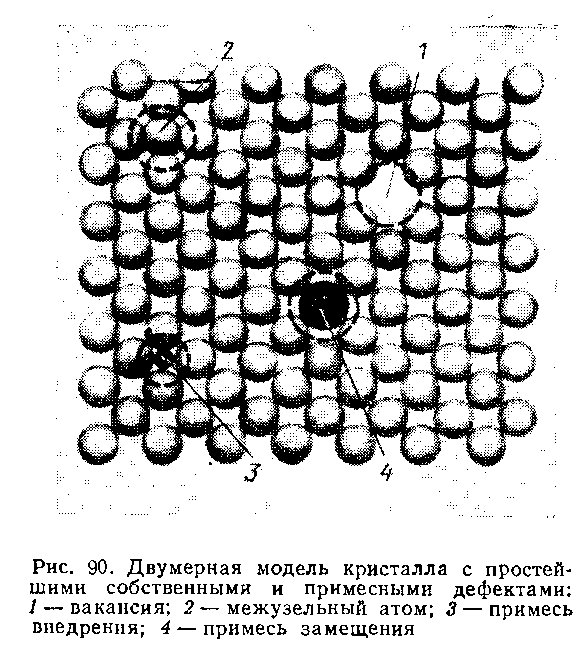 2
1
3
4
Рис. 90. Двумерная модель кристалла с простей-
шими собственными и примесными дефектами:
1 — вакансия; 2 — межузельный атом; 3 — примесь
внедрения; 4 — примесь замещения